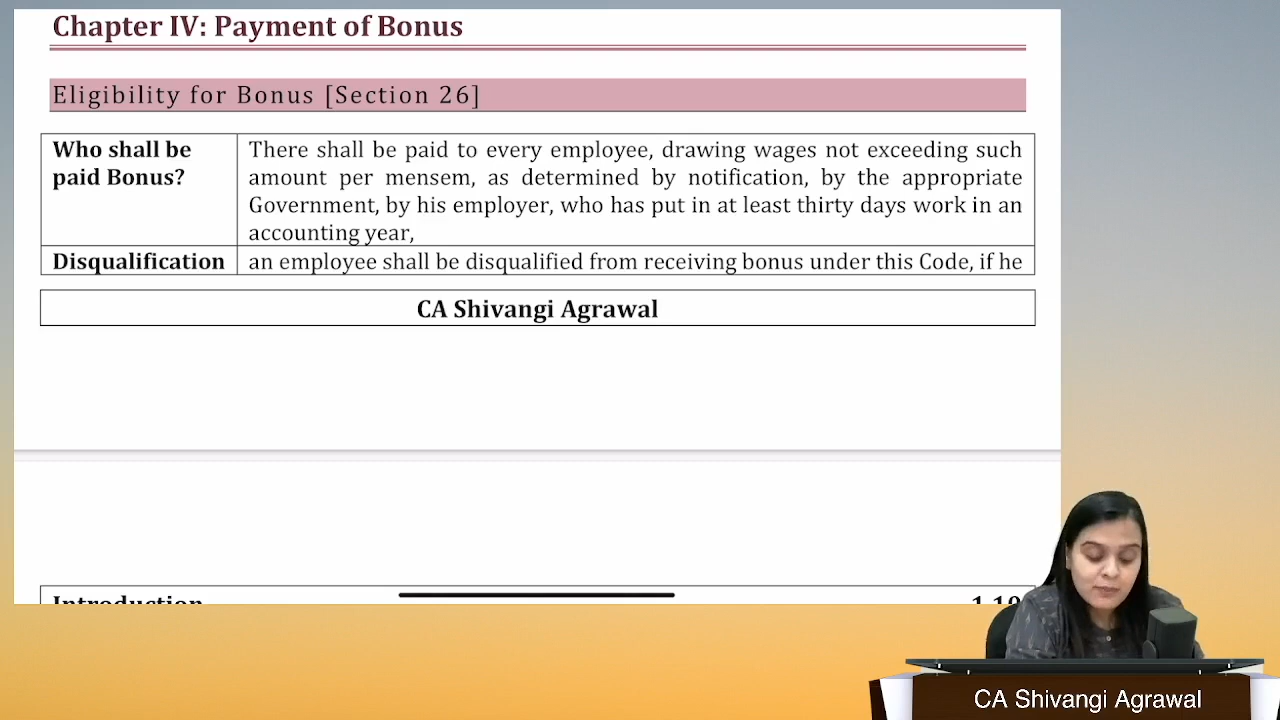 Chapter IV: Payment of Bonus
Eligibility for Bonus [Section 26]
Who shall be paid Bonus?
There shall be paid to every employee, drawing wages not exceeding such
amount per mensem, as determined by notification, by the appropriate
Government, by his employer, who has put in at least thirty days work in an
accounting year,
Disqualification
an employee shall be disqualified from receiving bonus under this Code, if he
CA Shivangi Agrawal
Introduction
1.19
CA Shivangi Agrawal